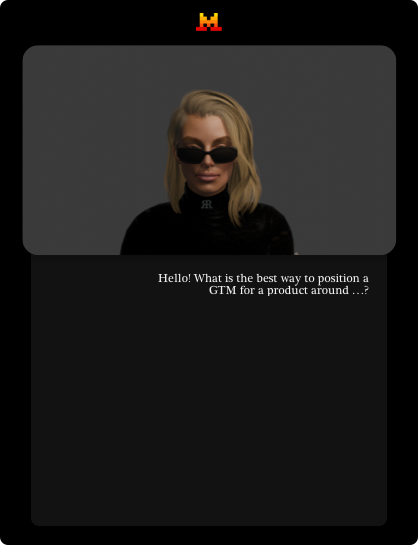 Hello! What is the best way to position a
GTM for a product around …?